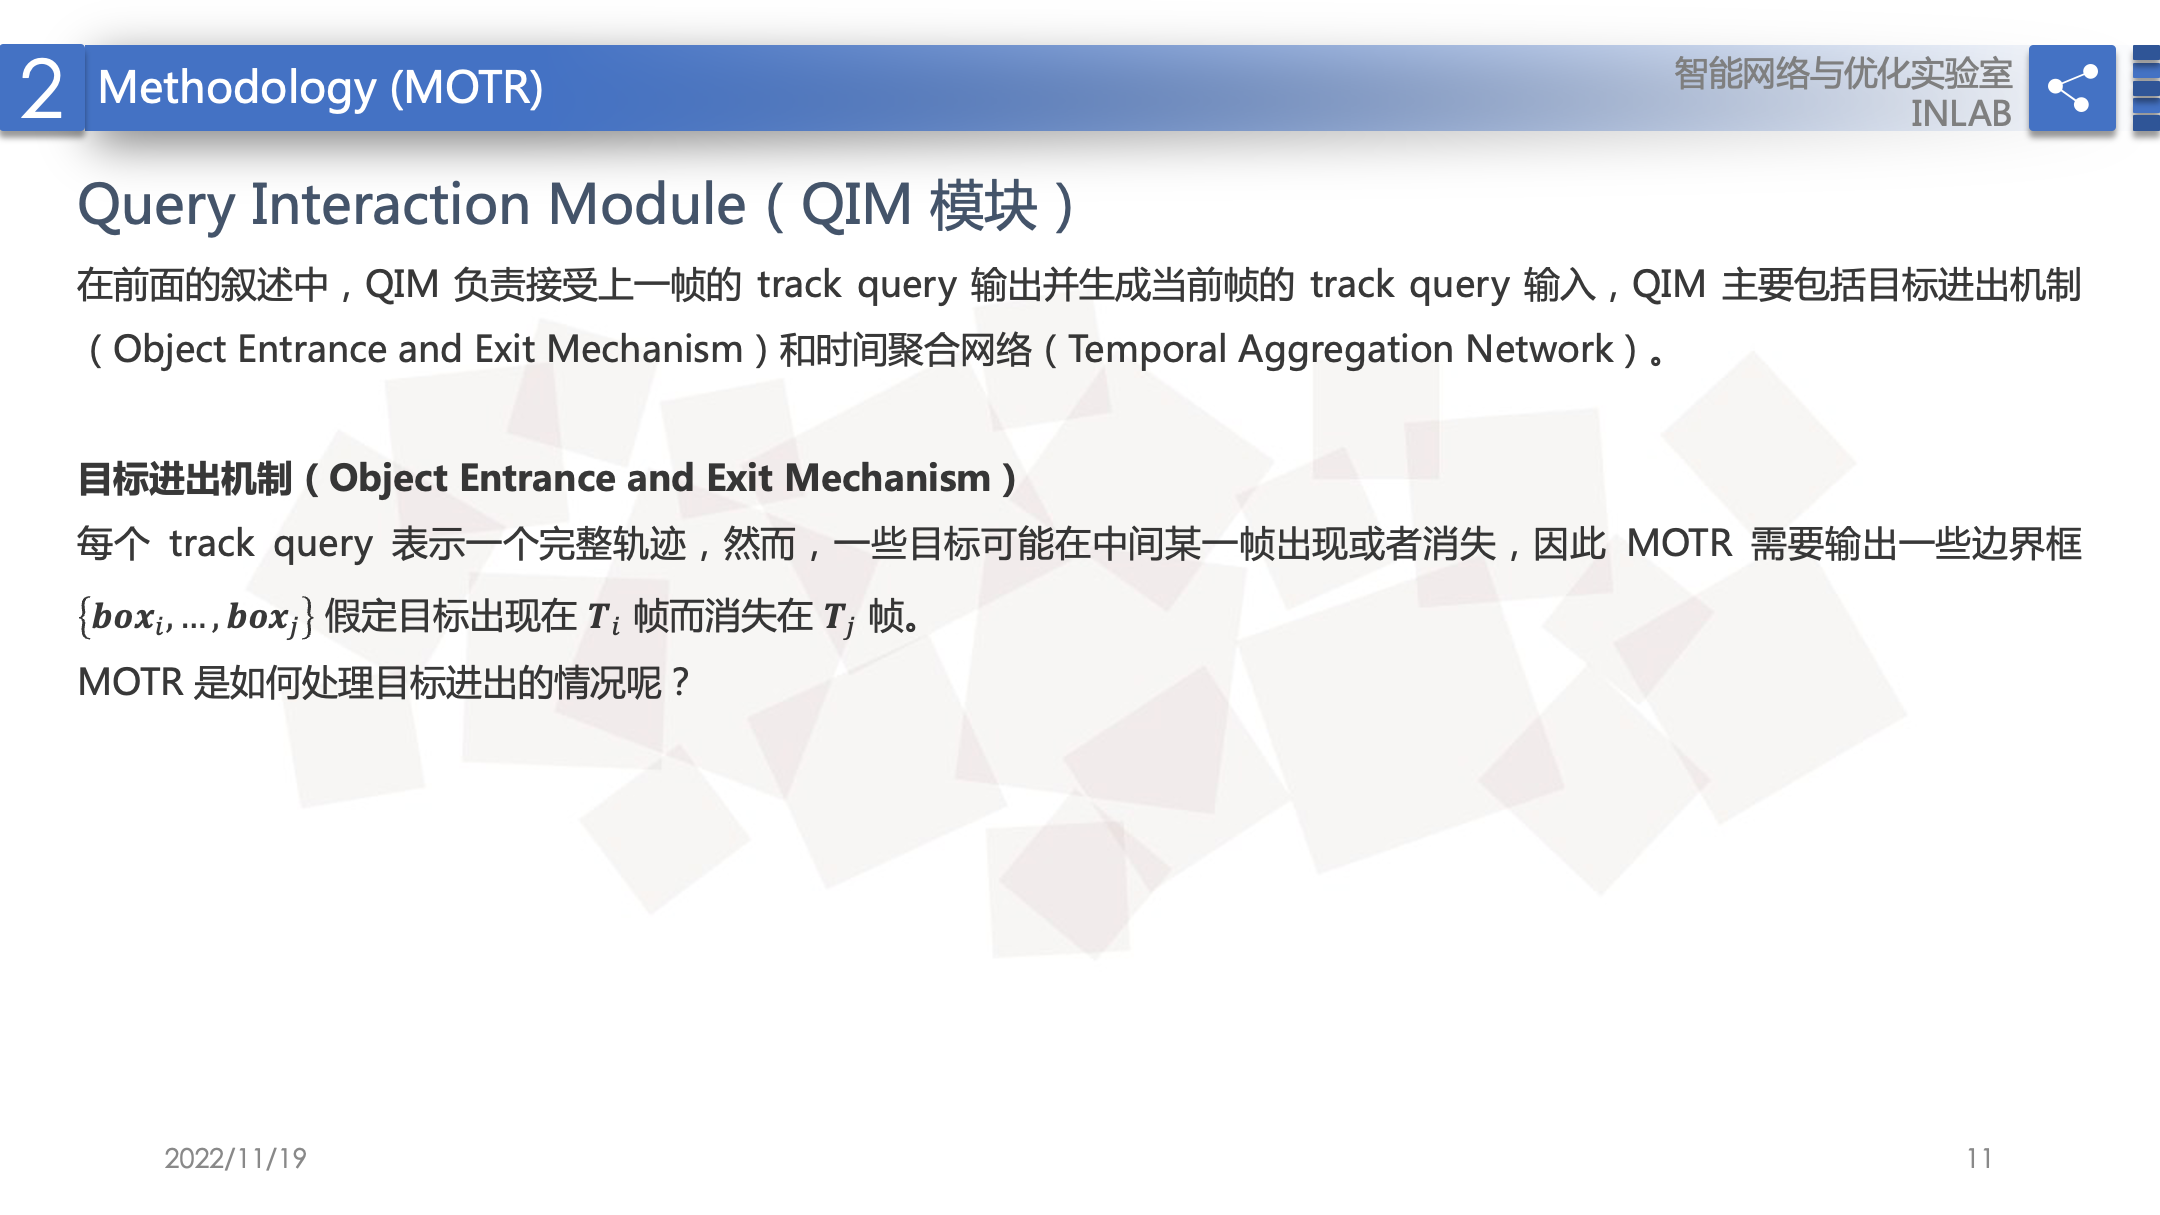 2 Methodology (MOTR)
智能网络与优化实验室
INLAB
Query Interaction Module（QIM 模块）
在前面的叙述中，QIM 负责接受上一帧的 track query 输出并生成当前帧的 track query 输入，QIM 主要包括目标进出机制
（Object Entrance and Exit Mechanism）和时间聚合网络（Temporal Aggregation Network）。
目标进出机制（Object Entrance and Exit Mechanism）
每个 track query 表示一个完整轨迹，然而，一些目标可能在中间某一帧出现或者消失，因此 MOTR 需要输出一些边界框
{box_i, … , box_j} 假定目标出现在 T_i 帧而消失在 T_j 帧。
MOTR 是如何处理目标进出的情况呢？
2022/11/19
11